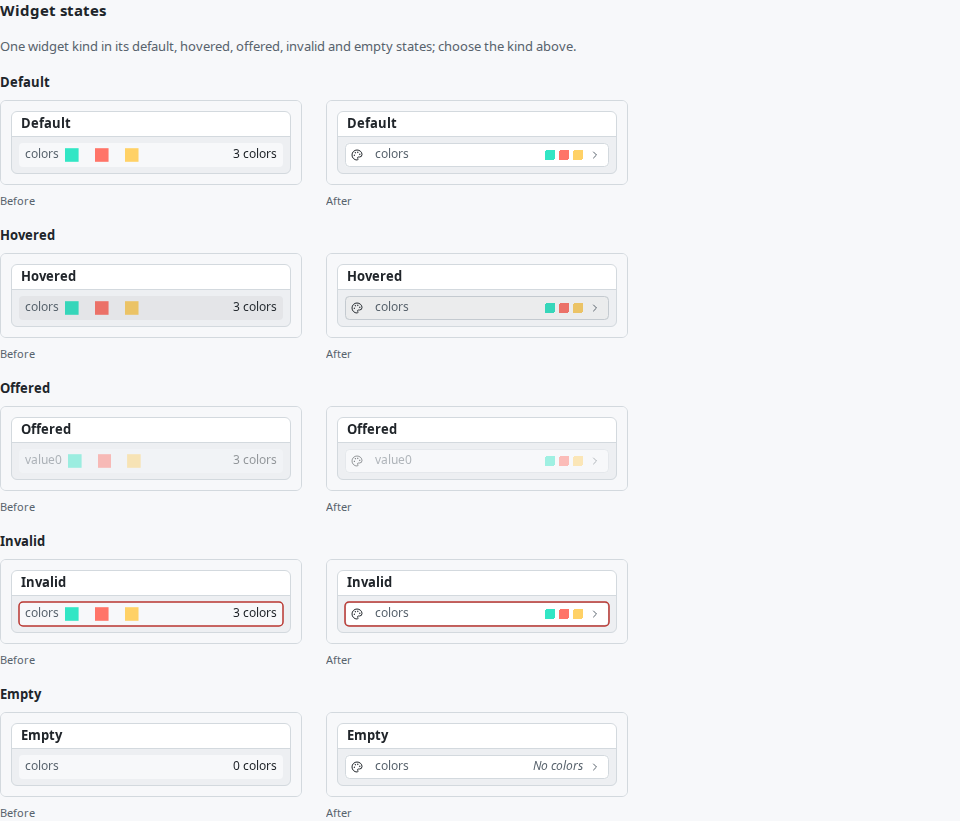 Widget states
One widget kind in its default, hovered, offered, invalid and empty states; choose the kind above.
Default
Default
colors 3 colors
Before
Default
colors
After
Hovered
Hovered
colors 3 colors
Before
Hovered
colors
After
Offered
Offered
value0 3 colors
Before
Offered
value0
After
Invalid
Invalid
colors 3 colors
Before
Invalid
colors
After
Empty
Empty
colors 0 colors
Before
Empty
colors No colors
After